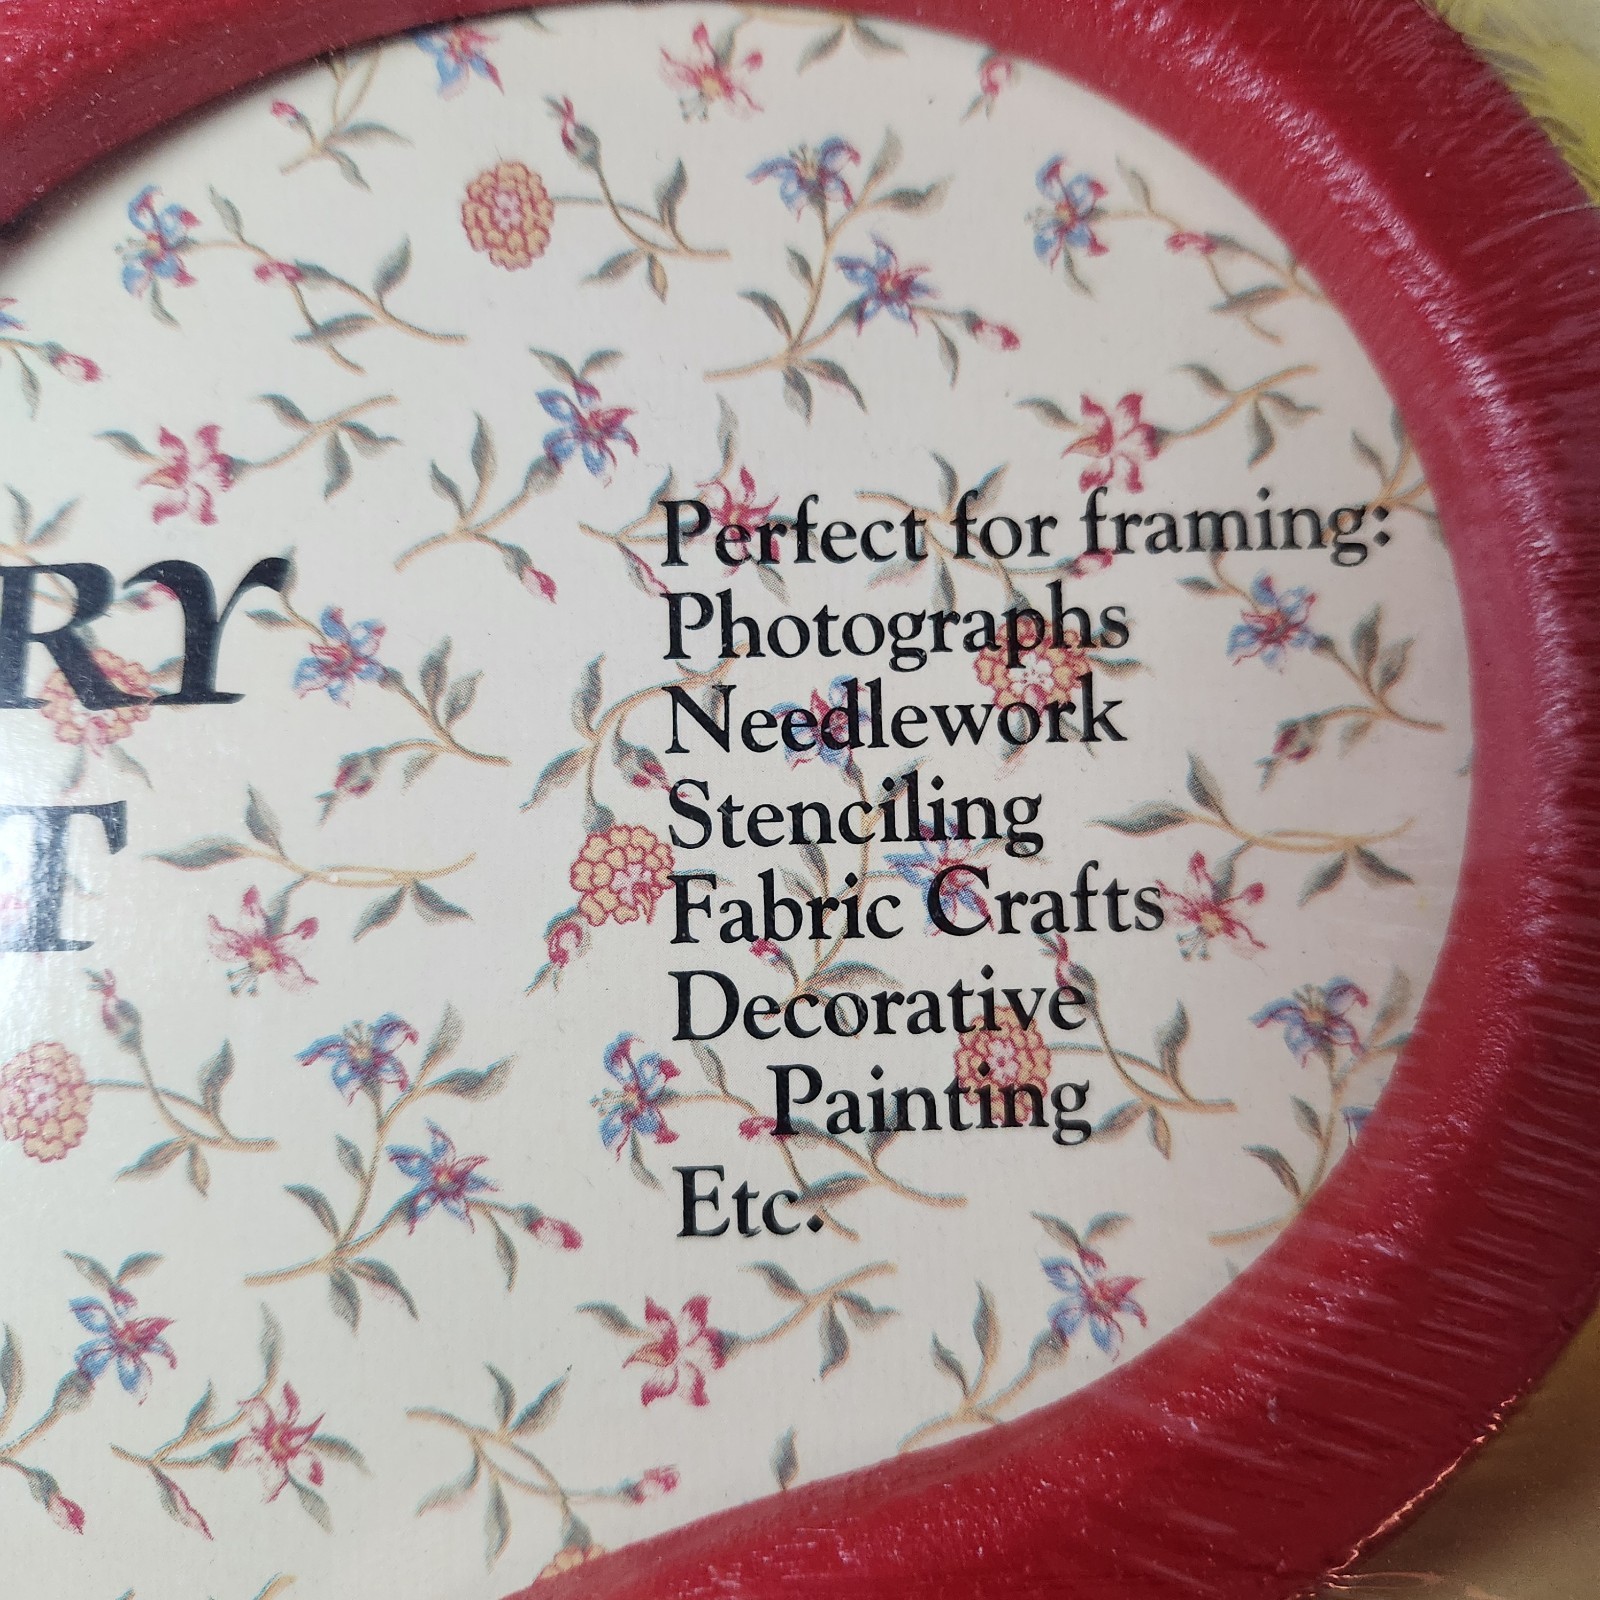 RY
T
Perfect for framing:
Photographs
Needlework
Stenciling
Fabric Crafts
Decorative
Painting
Etc.